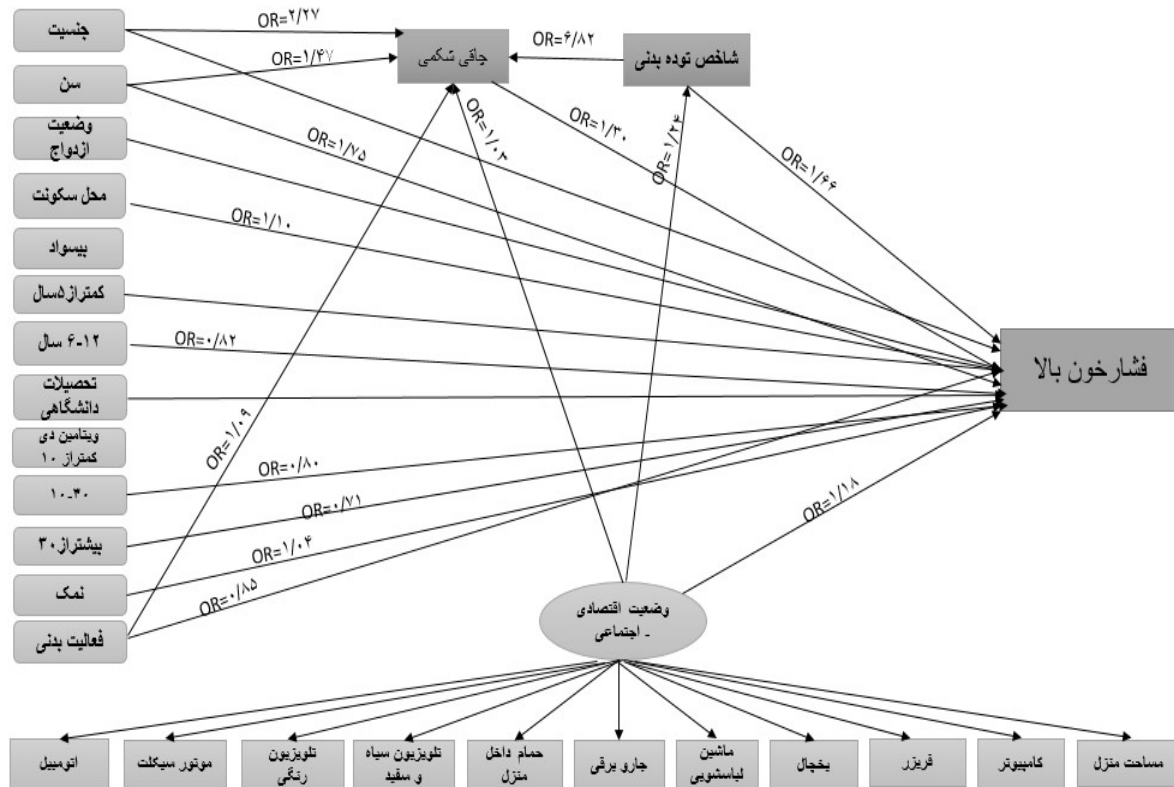 جنسیت
سن
وضعیت
ازدواج
محل سکونت
بیسواد
کمتراز۵سال
۶-۱۲ سال
تحصیلات
دانشگاهی
ویتامین دی
کمتراز ۱۰
۱۰-۳۰
بیشتراز۳۰
نمک
فعالیت بدنی
چاقی شکمی
شاخص توده بدنی
فشارخون بالا
وضعیت اقتصادی
- اجتماعی
OR=۲/۲۷
OR=۱/۴۷
OR=۶/۸۲
OR=۱/۰۳
OR=۱/۲۴
OR=۱/۳۰
OR=۱/۶۶
OR=۱/۷۵
OR=۱/۱۰
OR=۰/۸۲
OR=۱/۰۹
OR=۰/۸۰
OR=۰/۷۱
OR=۱/۰۴
OR=۰/۸۵
OR=۱/۱۸
اتومبیل
موتور سیکلت
تلویزیون
رنگی
تلویزیون سیاه
و سفید
حمام داخل
منزل
جارو برقی
ماشین
لباسشویی
یخچال
فریزر
کامپیوتر
مساحت منزل